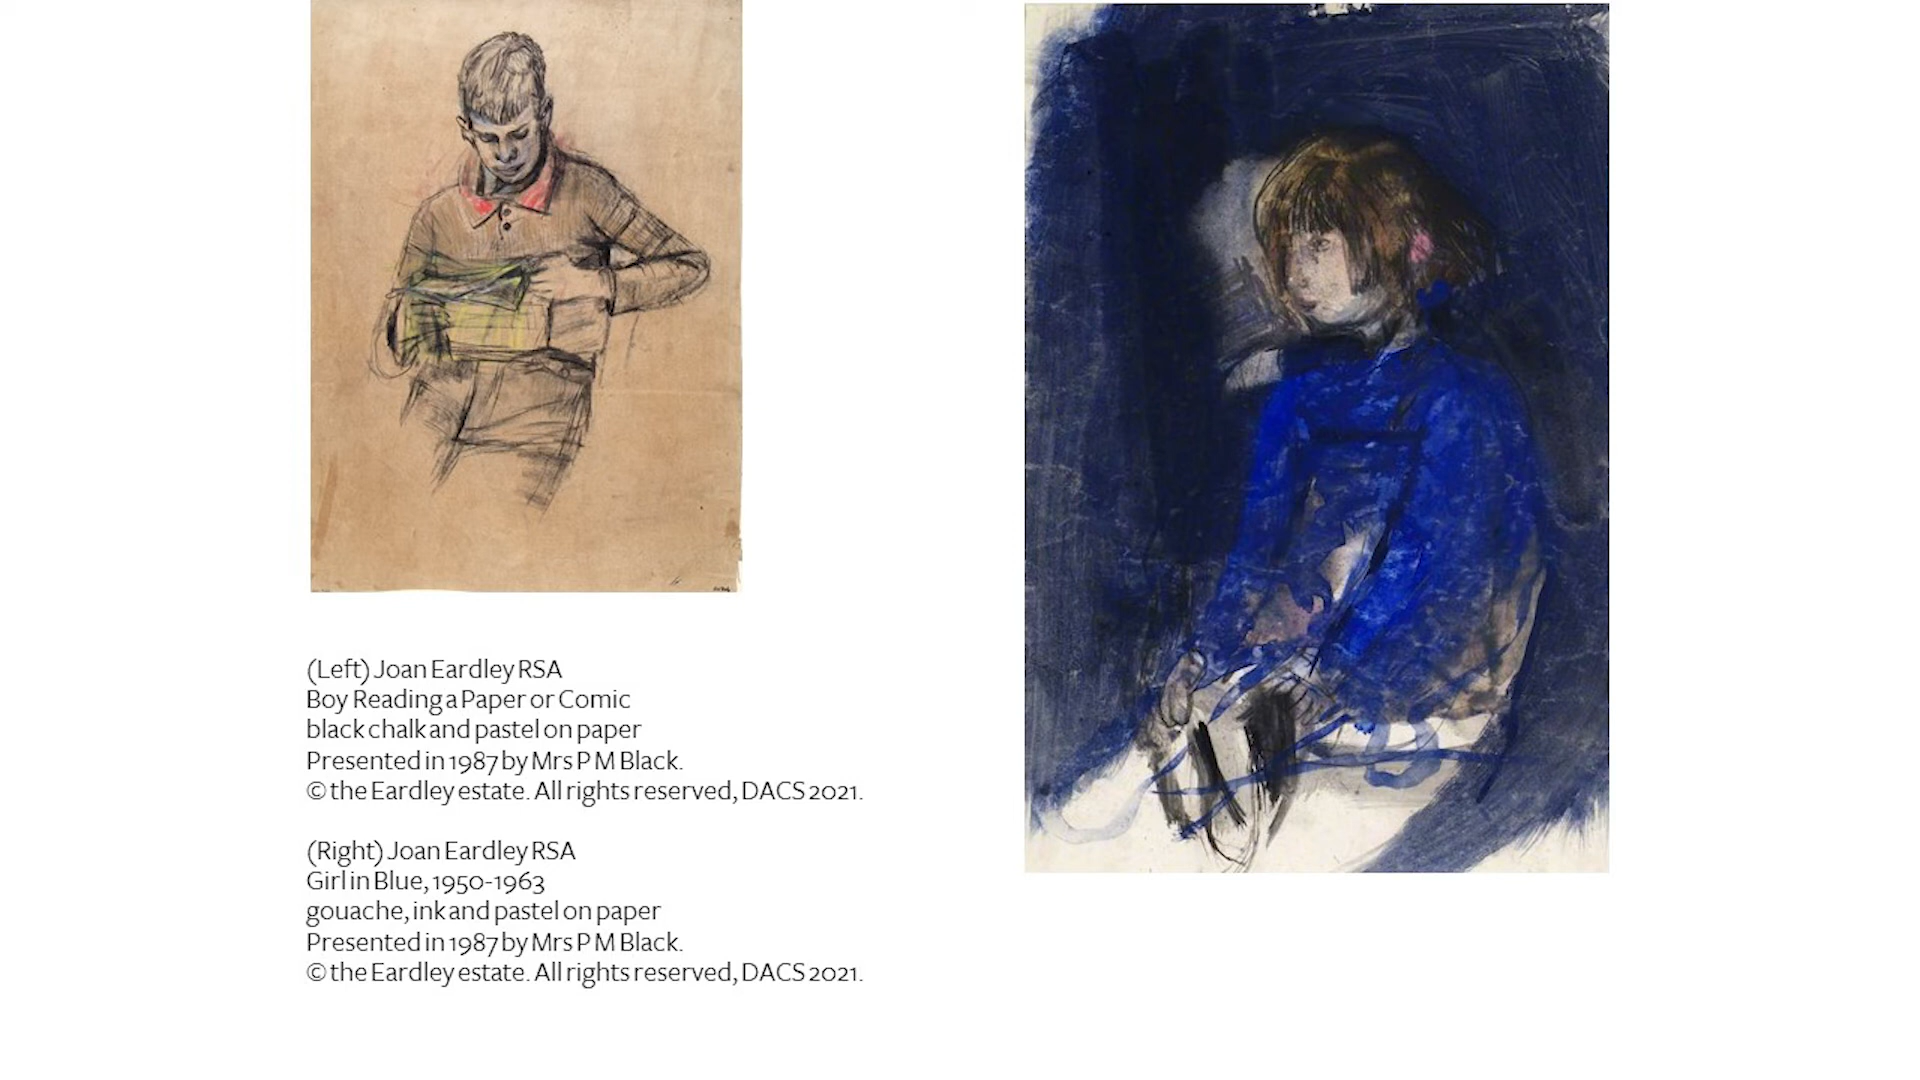 (Left) Joan Eardley RSA
Boy Reading a Paper or Comic
black chalk and pastel on paper
Presented in 1987 by Mrs P M Black.
© the Eardley estate. All rights reserved, DACS 2021.
(Right) Joan Eardley RSA
Girl in Blue, 1950-1963
gouache, ink and pastel on paper
Presented in 1987 by Mrs P M Black.
© the Eardley estate. All rights reserved, DACS 2021.